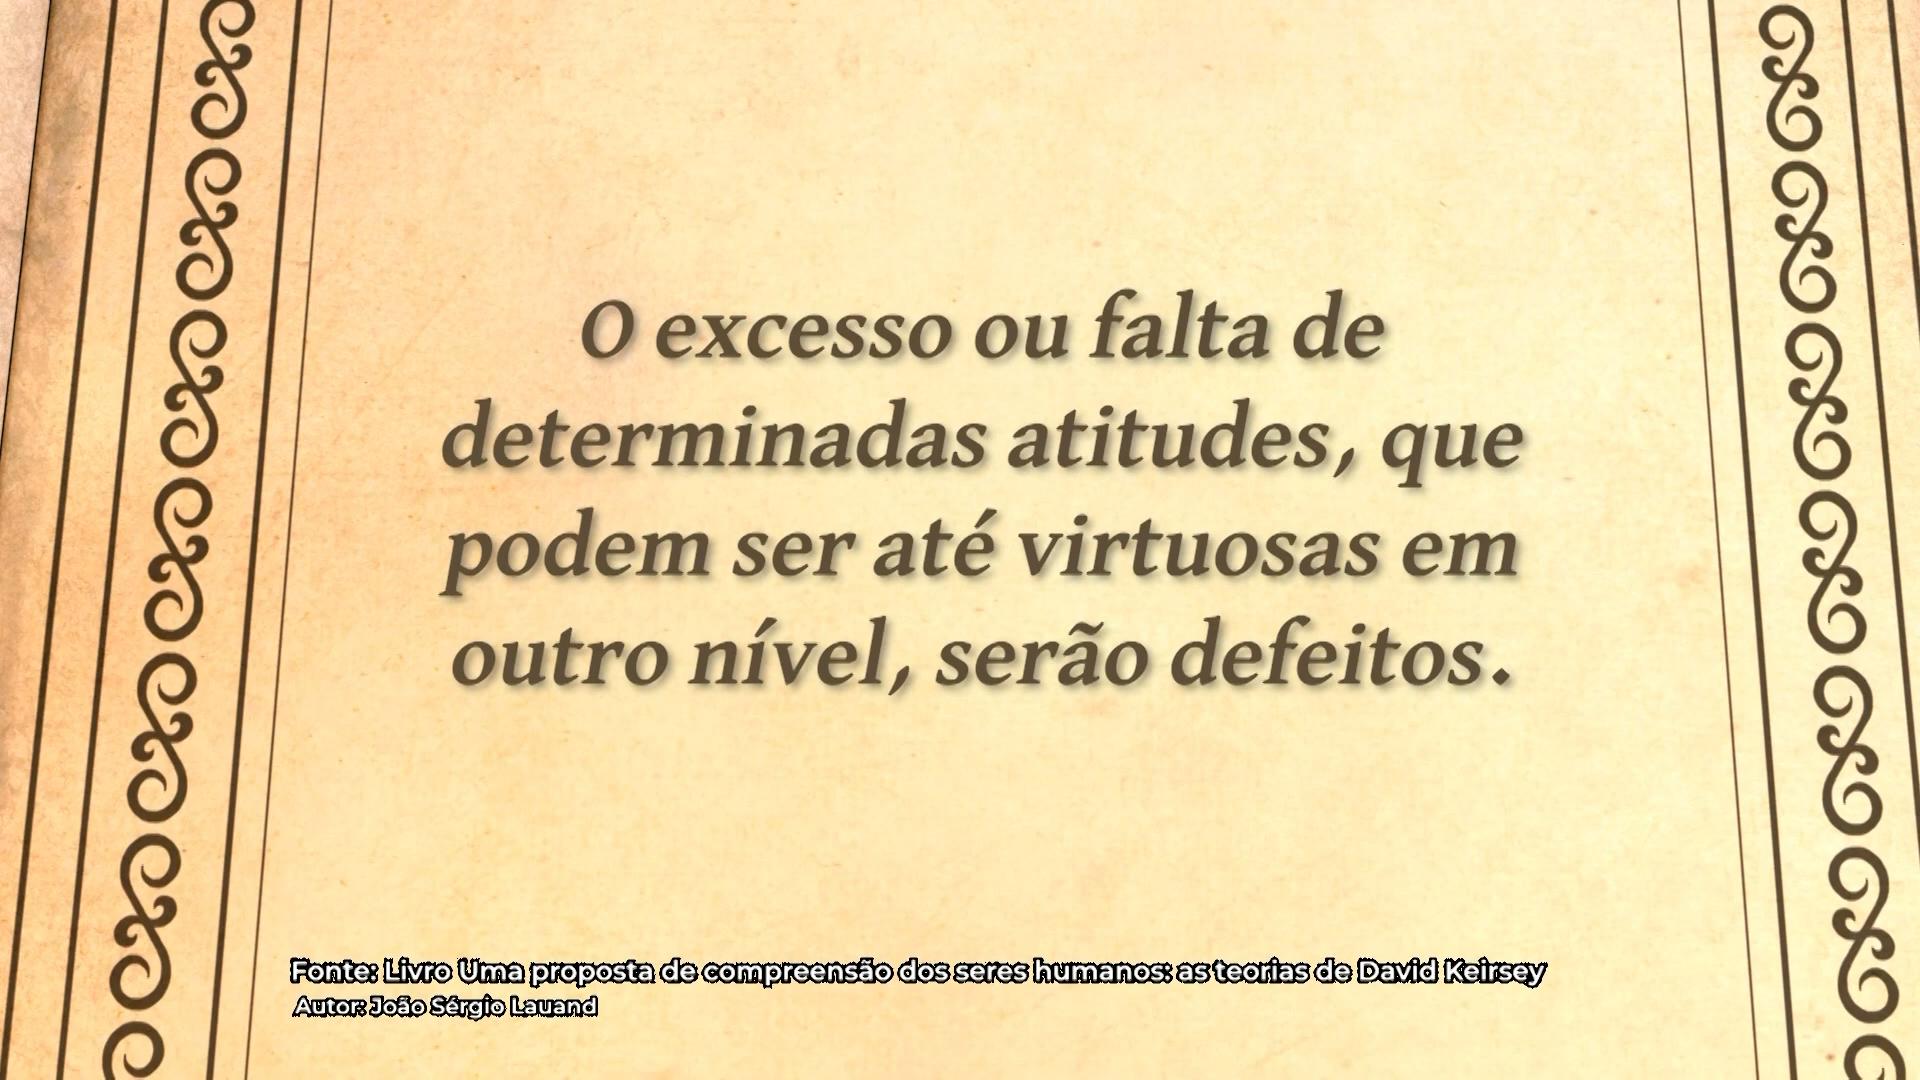 O excesso ou falta de
determinadas atitudes, que
podem ser até virtuosas em
outro nível, serão defeitos.
Fonte: Livro Uma proposta de compreensão dos seres humanos: as teorias de David Keirsey
Autor: João Sérgio Lauand